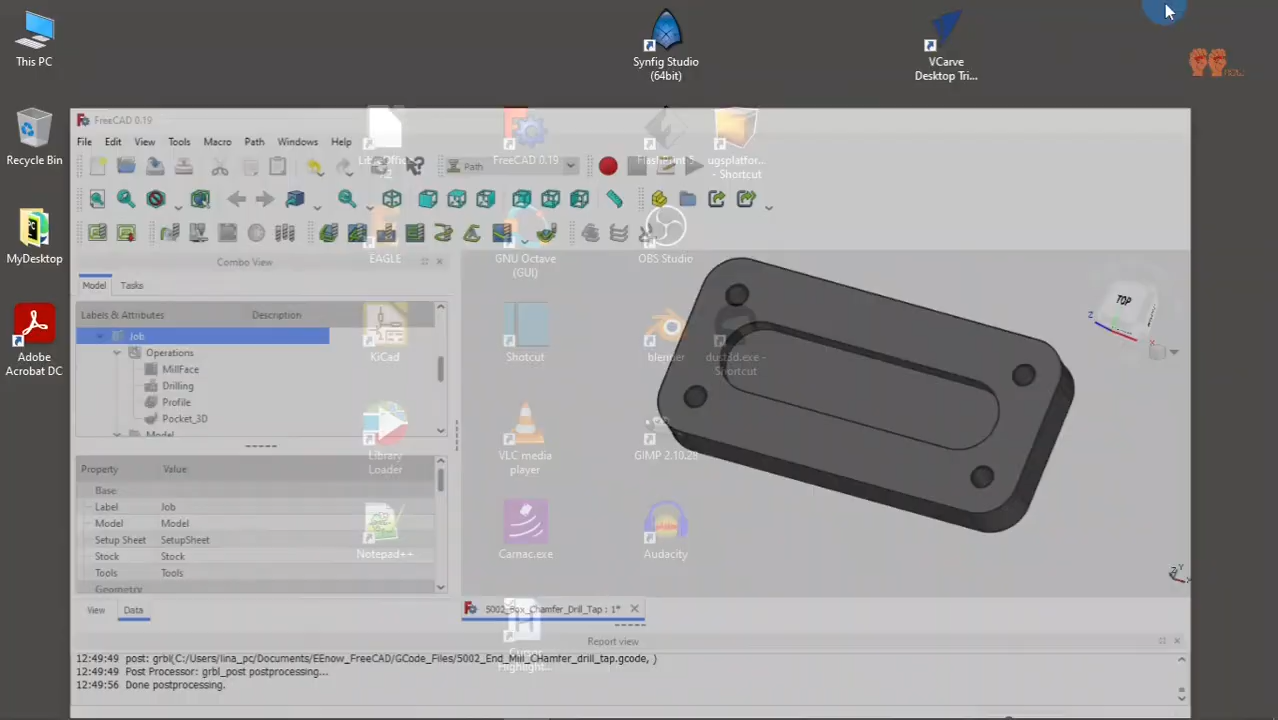 This PC
Synfig Studio
(64bit)
VCarve
Desktop Tri...
Recycle Bin
MyDesktop
Adobe
Acrobat DC
FreeCAD 0.19
File Edit View Tools Macro Path Windows Help
Path
FreeCAD 0.19
FlashPrint 5
ugsplatfor...
- Shortcut
EAGLE
GNU Octave
(GUI)
OBS Studio
KiCad
Shotcut
blender
dust3d.exe -
Shortcut
Library
Loader
VLC media
player
GIMP 2.10.28
Notepad++
Carnac.exe
Audacity
Cursor
Highlight...
Combo View
Model Tasks
Labels & Attributes Description
Job
Operations
MillFace
Drilling
Profile
Pocket_3D
Model
Property Value
Base
Label Job
Model Model
Setup Sheet SetupSheet
Stock Stock
Tools Tools
Geometry
View Data
TOP
Z
X
5002_Box_Chamfer_Drill_Tap : 1*
Report view
12:49:49 post: grbl(C:/Users/lina_pc/Documents/EEnow_FreeCAD/GCode_Files/5002_End_Mill_CHamfer_drill_tap.gcode, )
12:49:49 Post Processor: grbl_post postprocessing...
12:49:56 Done postprocessing.